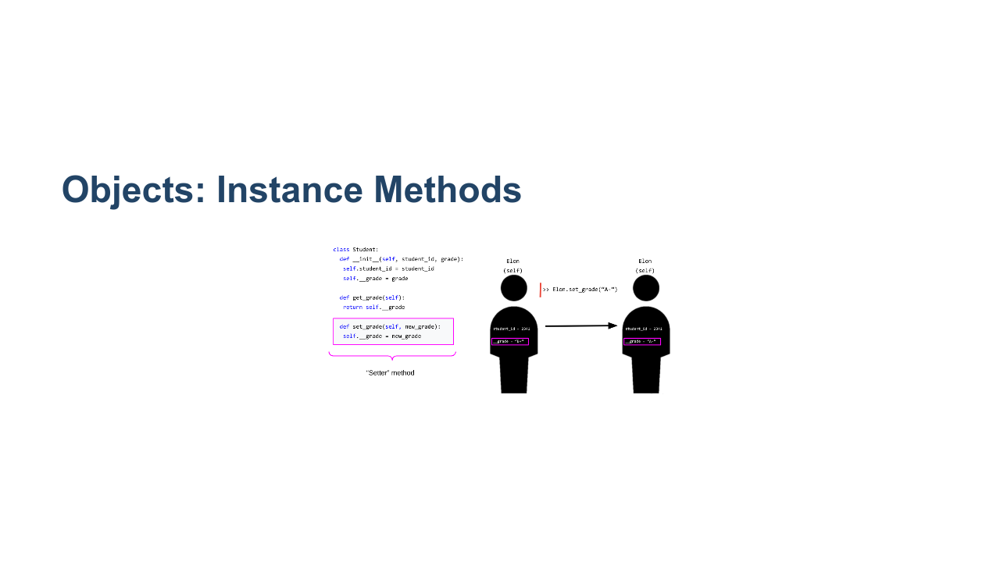 Objects: Instance Methods
class Student:
def __init__(self, student_id, grade):
self.student_id = student_id
self.__grade = grade
def get_grade(self):
return self.__grade
def set_grade(self, new_grade):
self.__grade = new_grade
"Setter" method
Elon
(self)
student_id - 2341
__grade - "B+"
>> Elon.set_grade("A-")
Elon
(self)
student_id - 2341
__grade - "A-"